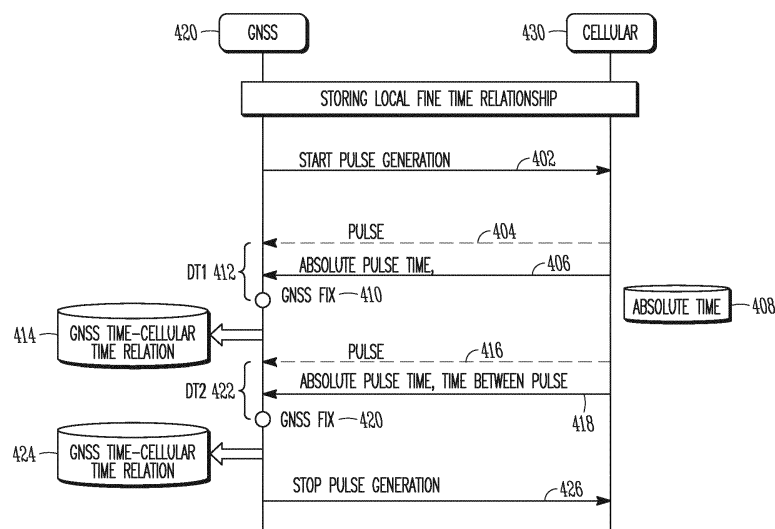 420 GNSS 430 CELLULAR
STORING LOCAL FINE TIME RELATIONSHIP
START PULSE GENERATION 402
PULSE 404
DT1 412 ABSOLUTE PULSE TIME, 406
GNSS FIX 410
ABSOLUTE TIME 408
414 GNSS TIME-CELLULAR
TIME RELATION
PULSE 416
DT2 422 ABSOLUTE PULSE TIME, TIME BETWEEN PULSE
418
GNSS FIX 420
424 GNSS TIME-CELLULAR
TIME RELATION
STOP PULSE GENERATION 426